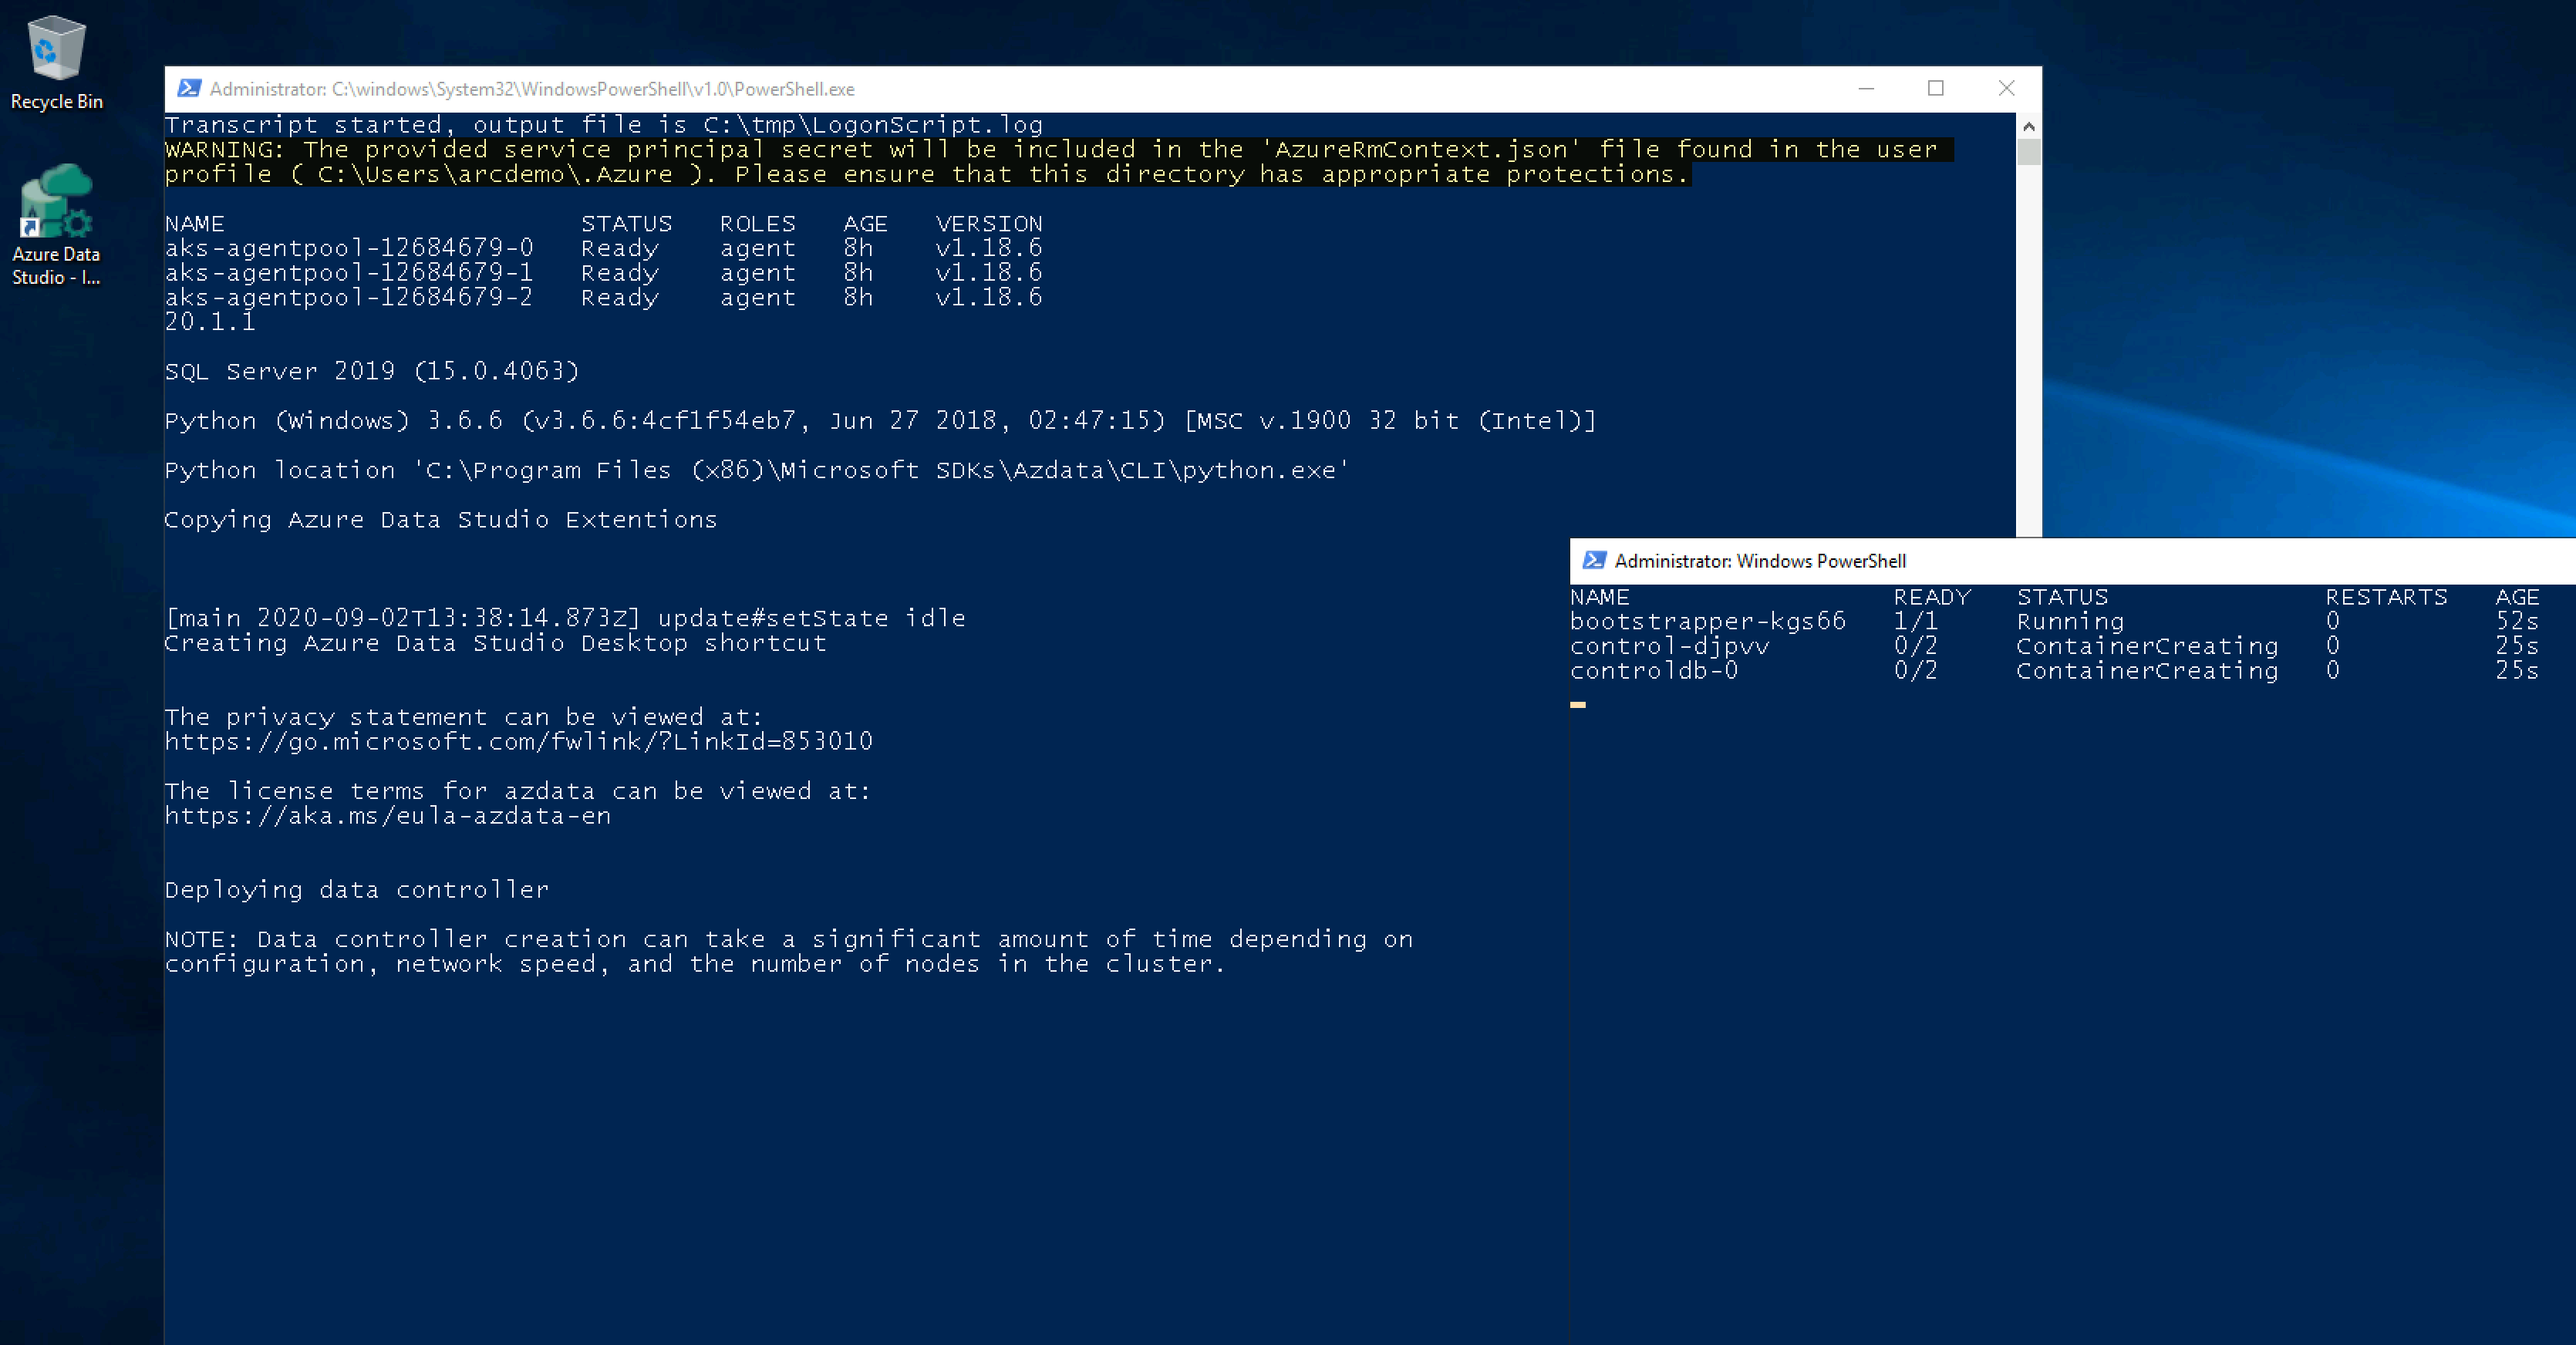 Recycle Bin
Azure Data
Studio - I...
Administrator: C:\windows\System32\WindowsPowerShell\v1.0\PowerShell.exe
Transcript started, output file is C:\tmp\LogonScript.log
WARNING: The provided service principal secret will be included in the 'AzureRmContext.json' file found in the user
profile ( C:\Users\arcdemo\.Azure ). Please ensure that this directory has appropriate protections.
NAME STATUS ROLES AGE VERSION
aks-agentpool-12684679-0 Ready agent 8h v1.18.6
aks-agentpool-12684679-1 Ready agent 8h v1.18.6
aks-agentpool-12684679-2 Ready agent 8h v1.18.6
20.1.1
SQL Server 2019 (15.0.4063)
Python (Windows) 3.6.6 (v3.6.6:4cf1f54eb7, Jun 27 2018, 02:47:15) [MSC v.1900 32 bit (Intel)]
Python location 'C:\Program Files (x86)\Microsoft SDKs\Azdata\CLI\python.exe'
Copying Azure Data Studio Extentions
[main 2020-09-02T13:38:14.873Z] update#setState idle
Creating Azure Data Studio Desktop shortcut
The privacy statement can be viewed at:
https://go.microsoft.com/fwlink/?LinkId=853010
The license terms for azdata can be viewed at:
https://aka.ms/eula-azdata-en
Deploying data controller
NOTE: Data controller creation can take a significant amount of time depending on
configuration, network speed, and the number of nodes in the cluster.
Administrator: Windows PowerShell
NAME READY STATUS RESTARTS AGE
bootstrapper-kgs66 1/1 Running 0 52s
control-djpvv 0/2 ContainerCreating 0 25s
controldb-0 0/2 ContainerCreating 0 25s